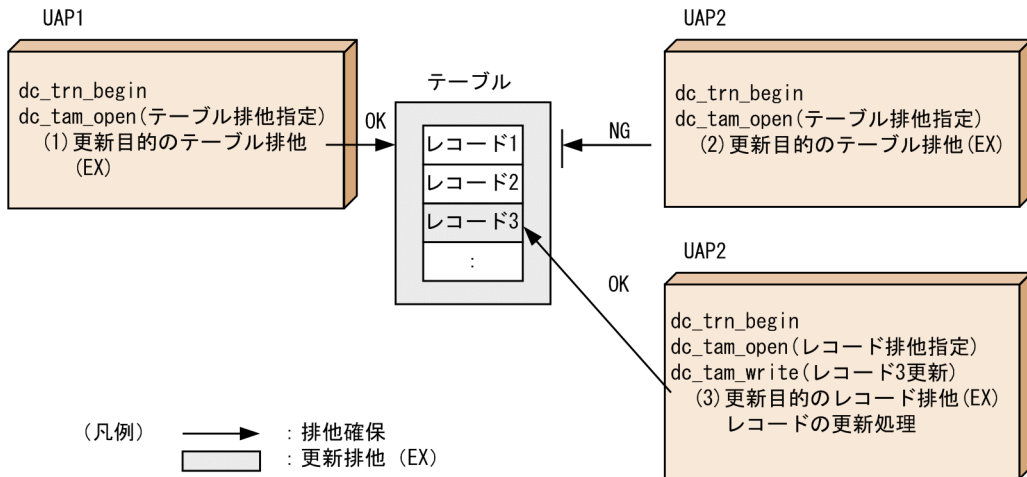 UAP1
dc_trn_begin
dc_tam_open(テーブル排他指定)
(1)更新目的のテーブル排他
(EX)
OK
テーブル
レコード1
レコード2
レコード3
:
UAP2
NG
dc_trn_begin
dc_tam_open(テーブル排他指定)
(2)更新目的のテーブル排他(EX)
UAP2
OK
dc_trn_begin
dc_tam_open(レコード排他指定)
dc_tam_write(レコード3更新)
(3)更新目的のレコード排他(EX)
レコードの更新処理
(凡例)
:排他確保
:更新排他 (EX)